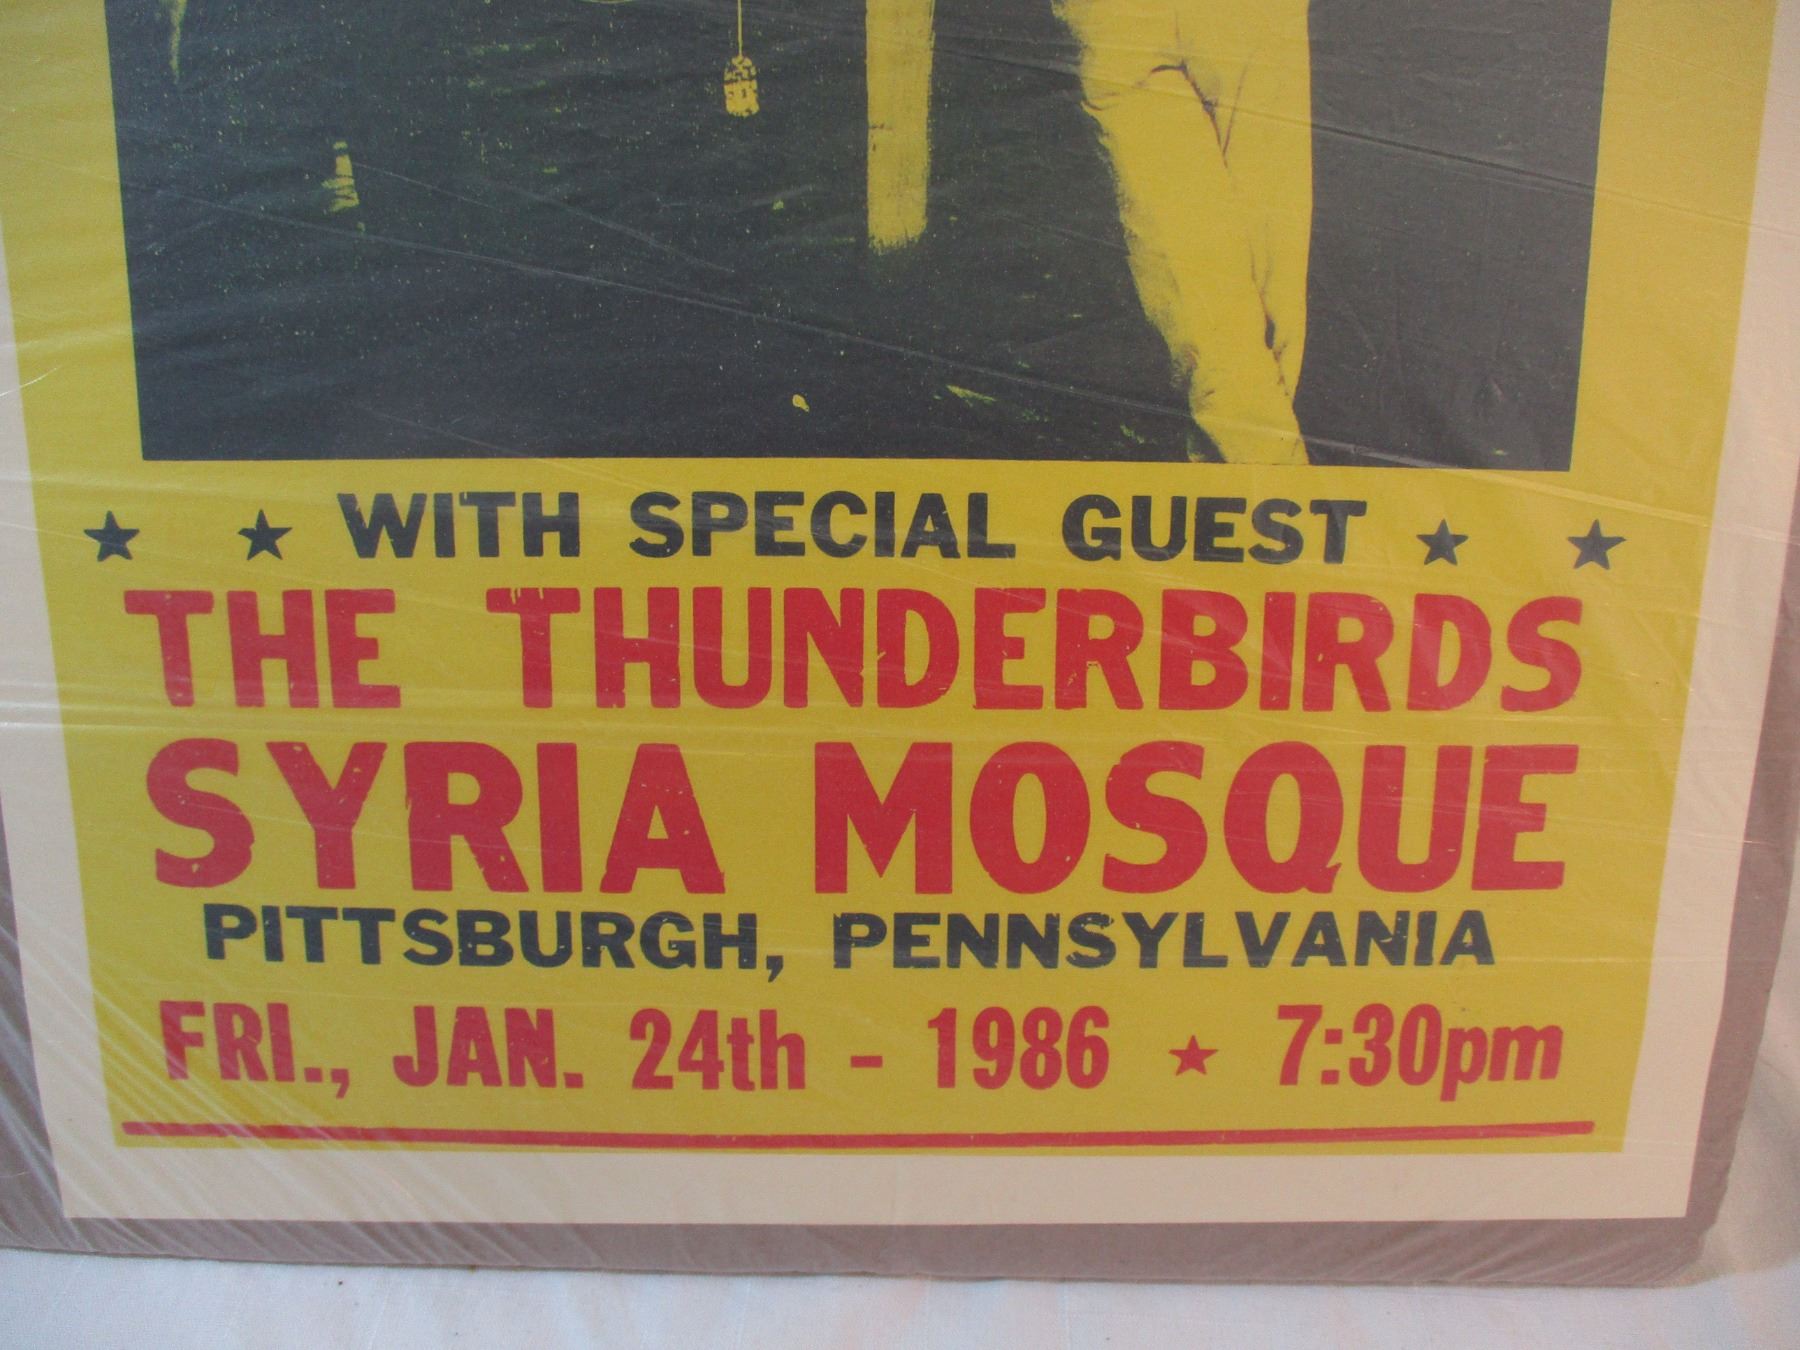 ★ ★ WITH SPECIAL GUEST ★ ★
THE THUNDERBIRDS
SYRIA MOSQUE
PITTSBURGH, PENNSYLVANIA
FRI., JAN. 24th - 1986 ★ 7:30pm